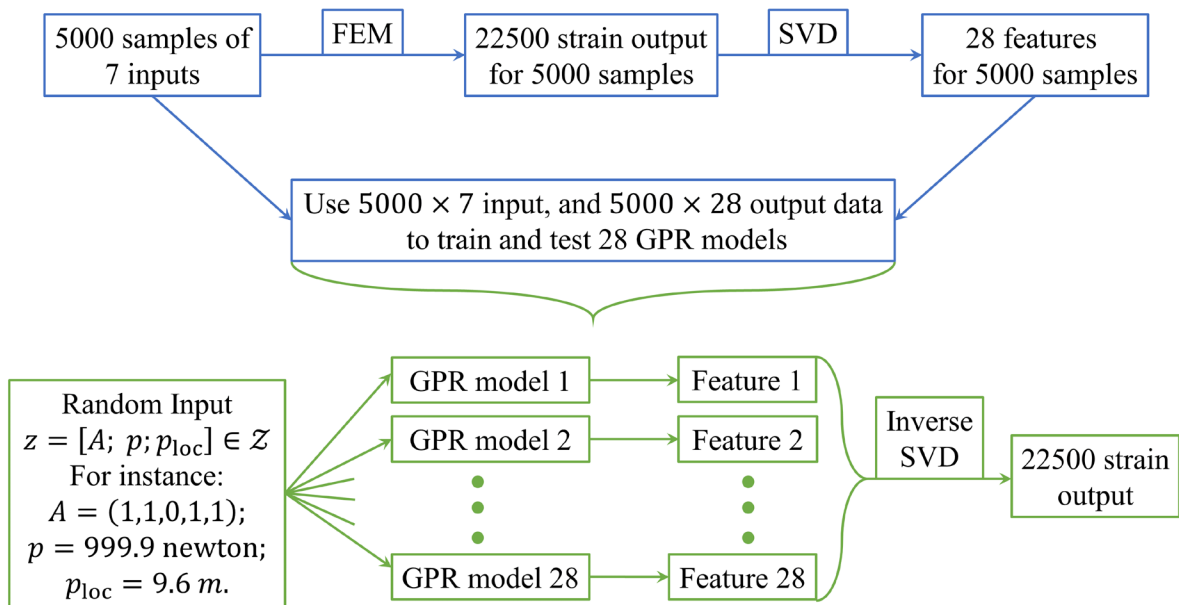 5000 samples of
7 inputs
FEM
22500 strain output
for 5000 samples
SVD
28 features
for 5000 samples
Use 5000 × 7 input, and 5000 × 28 output data
to train and test 28 GPR models
Random Input
z = [A; p; p_loc] ∈ 𝒵
For instance:
A = (1,1,0,1,1);
p = 999.9 newton;
p_loc = 9.6 m.
GPR model 1
Feature 1
GPR model 2
Feature 2
GPR model 28
Feature 28
Inverse
SVD
22500 strain
output